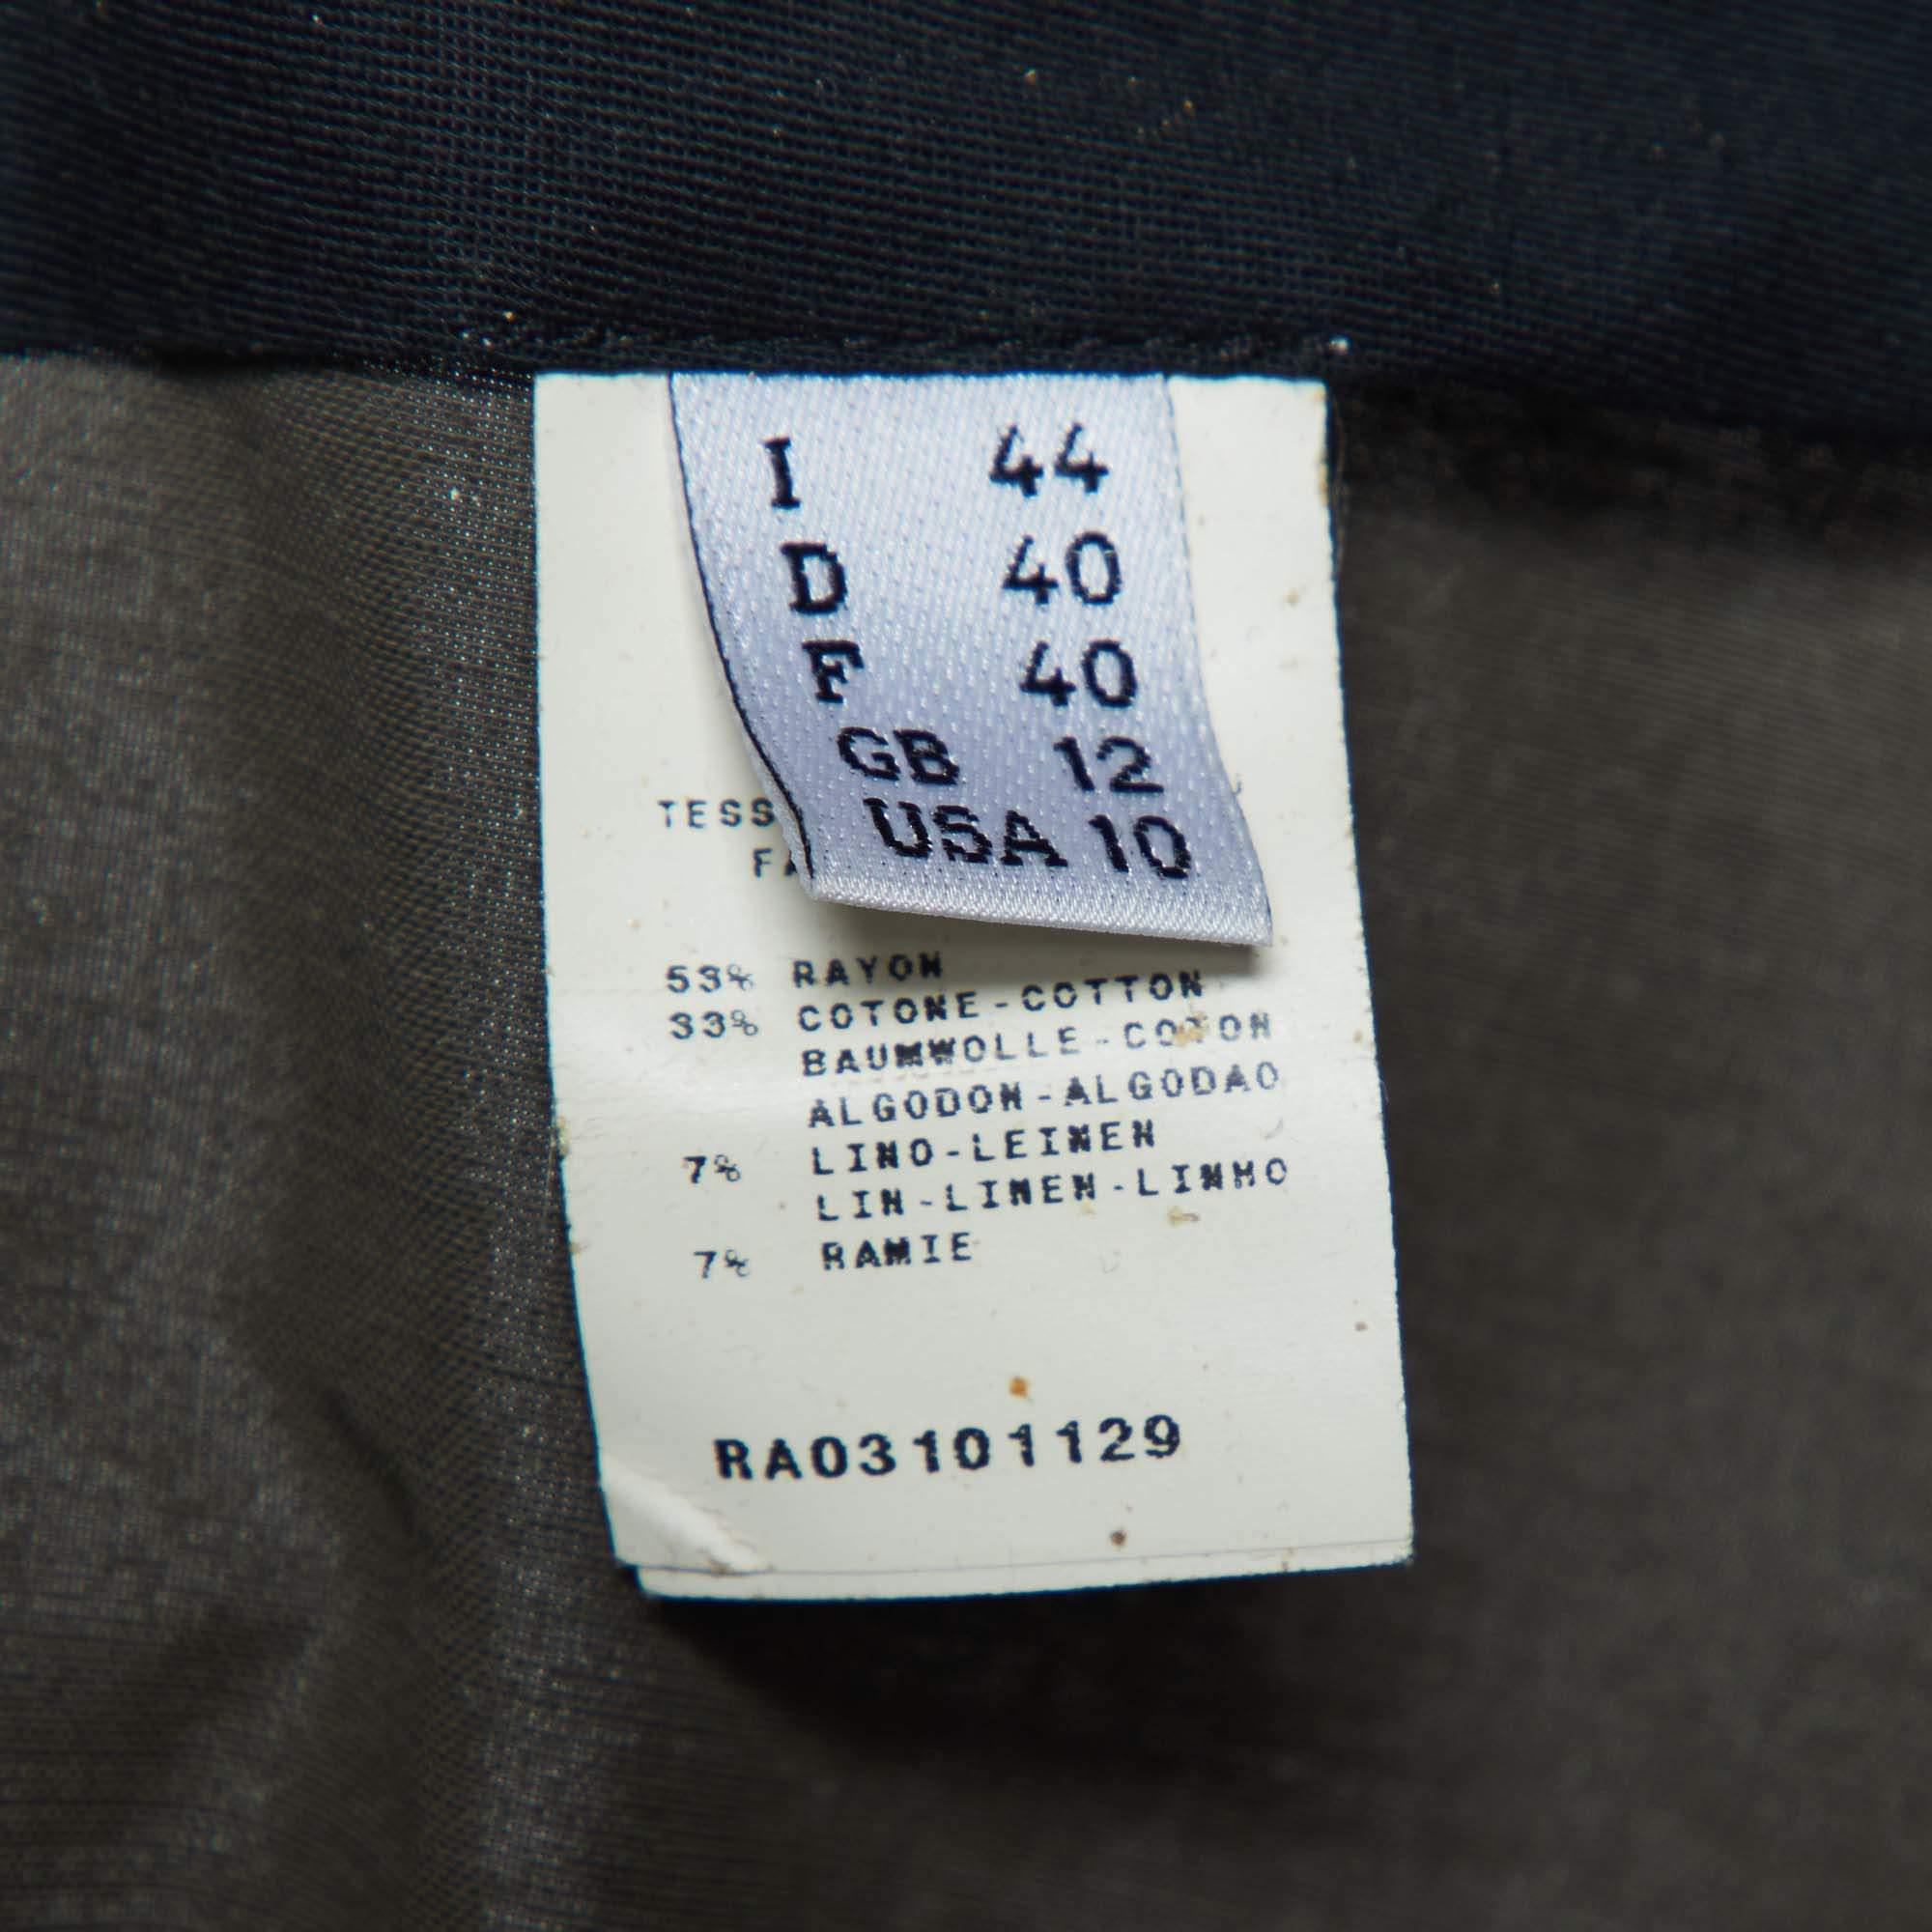 I 44
D 40
F 40
GB 12
USA 10
53% RAYON
33% COTONE-COTTON
BAUMWOLLE-COTON
ALGODON-ALGODAO
7% LINO-LEINEN
LIN-LINEN-LINHO
7% RAMIE
RA03101129